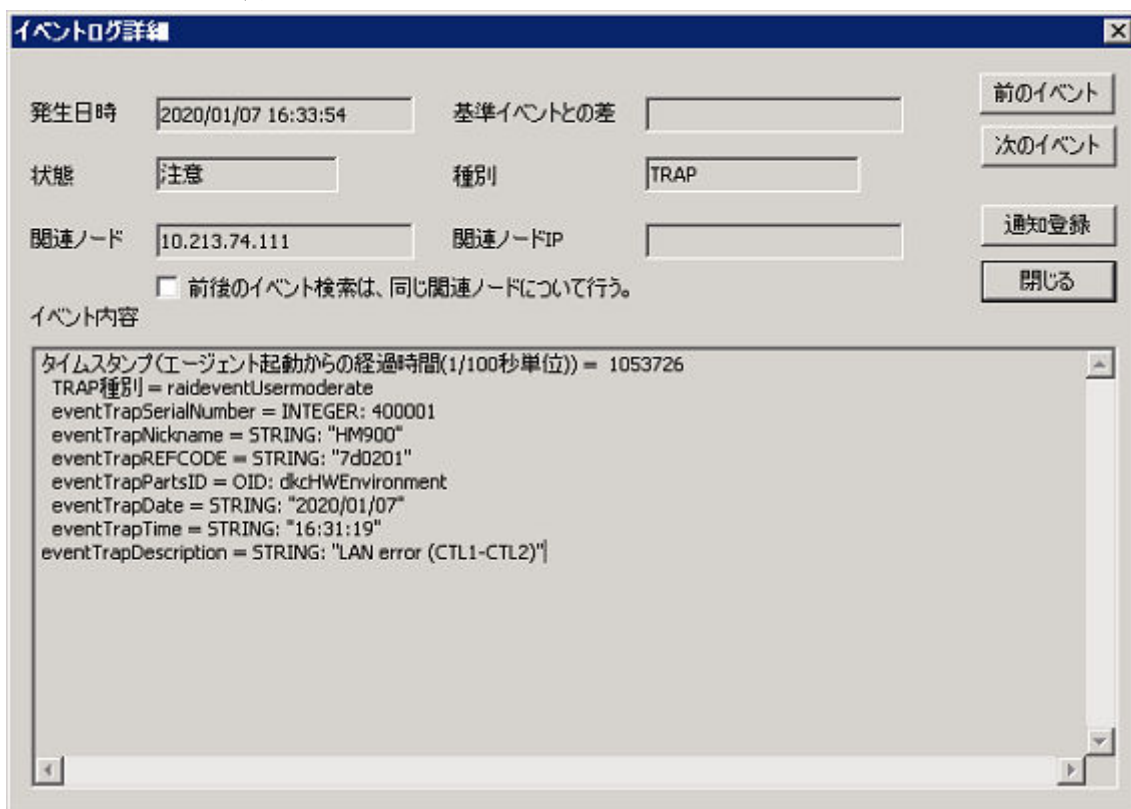 イベントログ詳細
前のイベント
発生日時 2020/01/07 16:33:54 基準イベントとの差
次のイベント
状態 注意 種別 TRAP
通知登録
関連ノード 10.213.74.111 関連ノードIP
閉じる
前後のイベント検索は、同じ関連ノードについて行う。
イベント内容
タイムスタンプ(エージェント起動からの経過時間(1/100秒単位)) = 1053726
TRAP種別 = raideventUsermoderate
eventTrapSerialNumber = INTEGER: 400001
eventTrapNickname = STRING: "HM900"
eventTrapREFCODE = STRING: "7d0201"
eventTrapPartsID = OID: dkcHWEnvironment
eventTrapDate = STRING: "2020/01/07"
eventTrapTime = STRING: "16:31:19"
eventTrapDescription = STRING: "LAN error (CTL1-CTL2)"